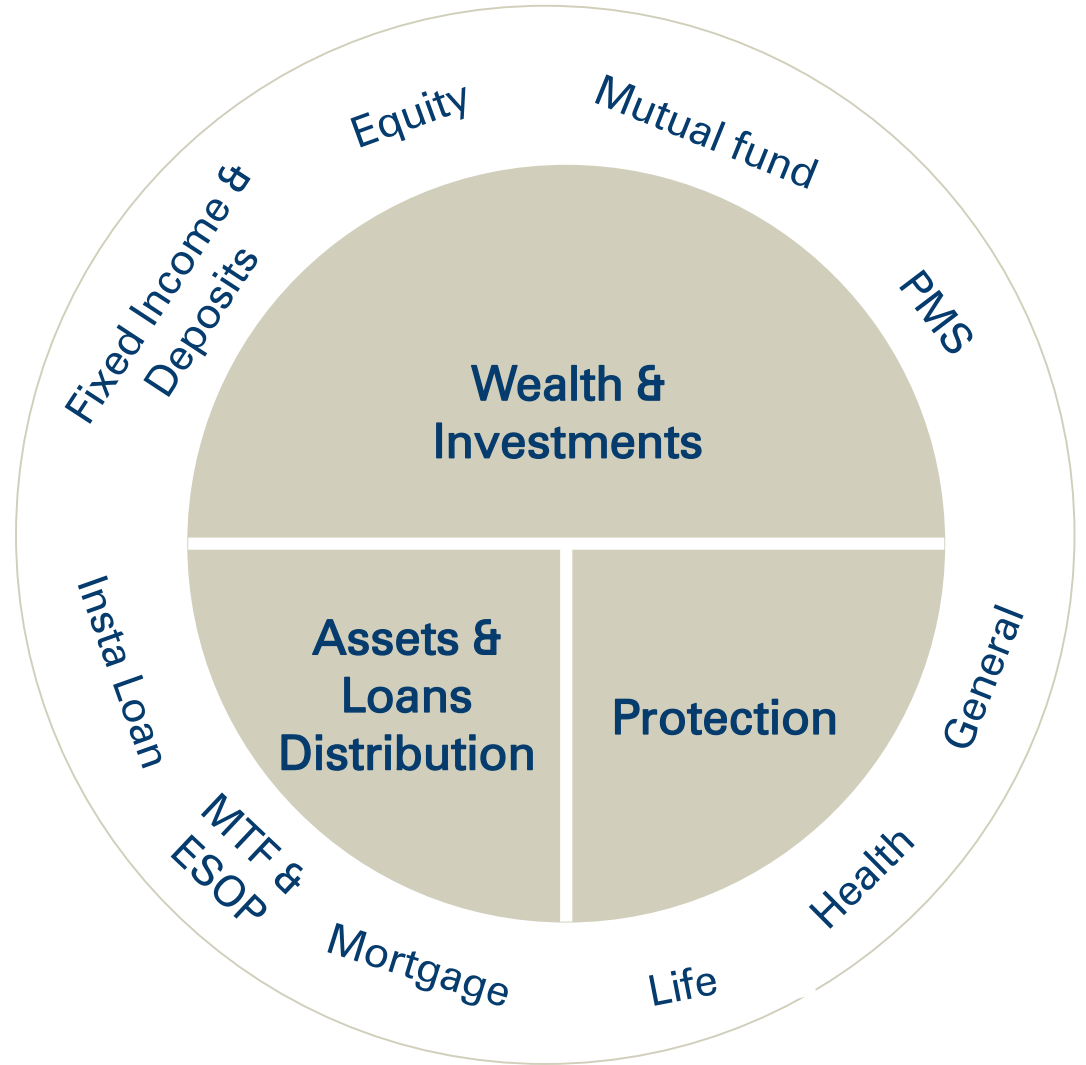 Equity
Mutual fund
Fixed Income &
Deposits
PMS
Wealth &
Investments
Assets &
Loans
Distribution
Protection
Insta Loan
General
MTF &
ESOP
Health
Mortgage
Life